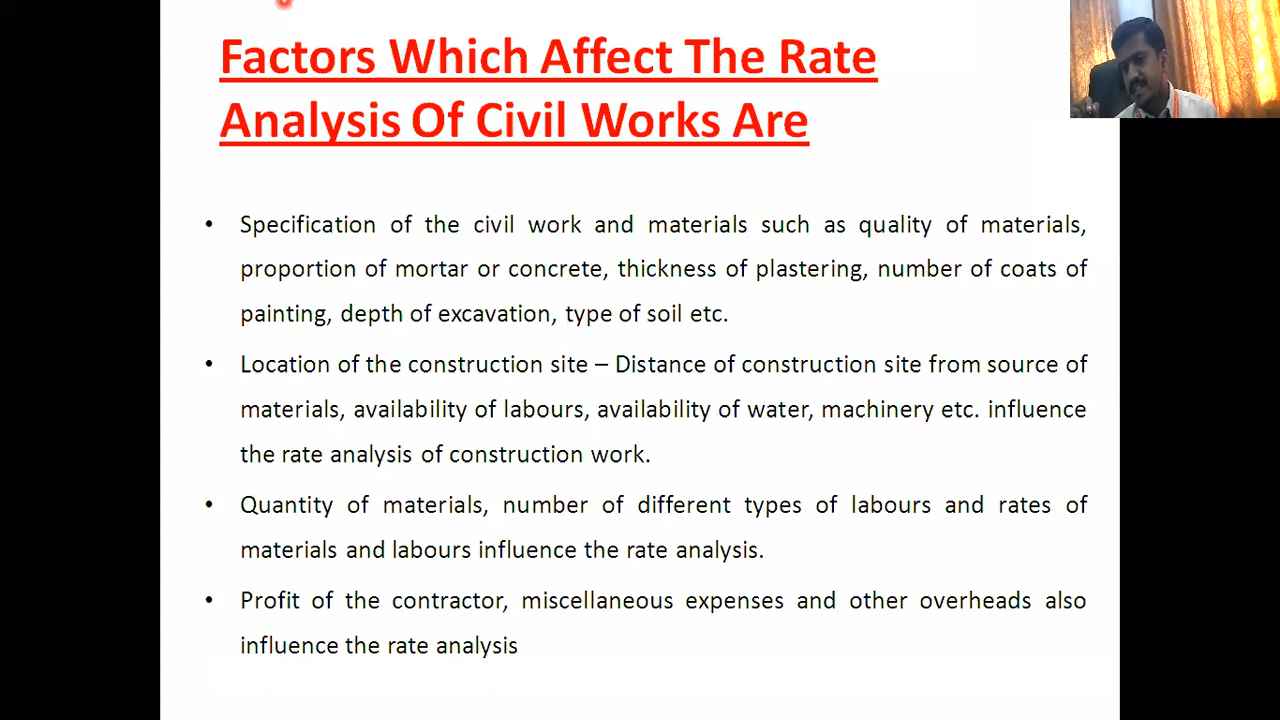 Factors Which Affect The Rate
Analysis Of Civil Works Are
• Specification of the civil work and materials such as quality of materials,
proportion of mortar or concrete, thickness of plastering, number of coats of
painting, depth of excavation, type of soil etc.
• Location of the construction site – Distance of construction site from source of
materials, availability of labours, availability of water, machinery etc. influence
the rate analysis of construction work.
• Quantity of materials, number of different types of labours and rates of
materials and labours influence the rate analysis.
• Profit of the contractor, miscellaneous expenses and other overheads also
influence the rate analysis